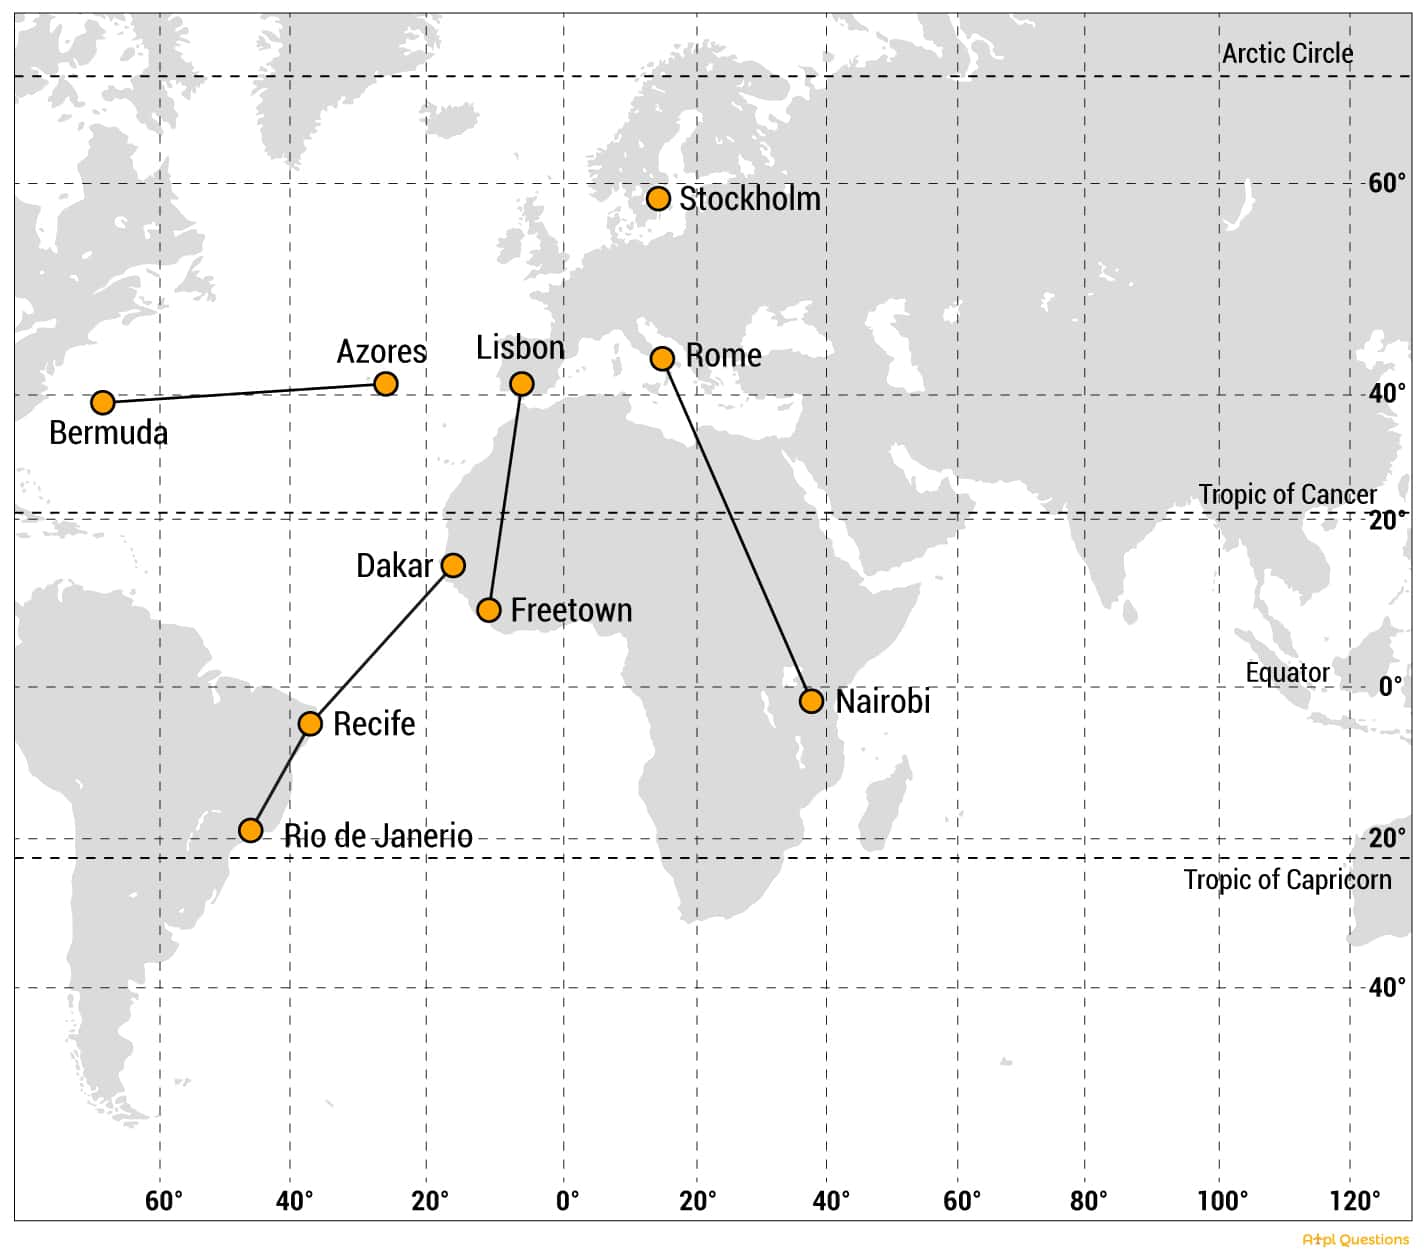 Arctic Circle
60°
Stockholm
Azores
Lisbon
Rome
40°
Bermuda
Tropic of Cancer
20°
Dakar
Freetown
Equator
0°
Nairobi
Recife
Rio de Janerio
20°
Tropic of Capricorn
40°
60° 40° 20° 0° 20° 40° 60° 80° 100° 120°
A+pl Questions